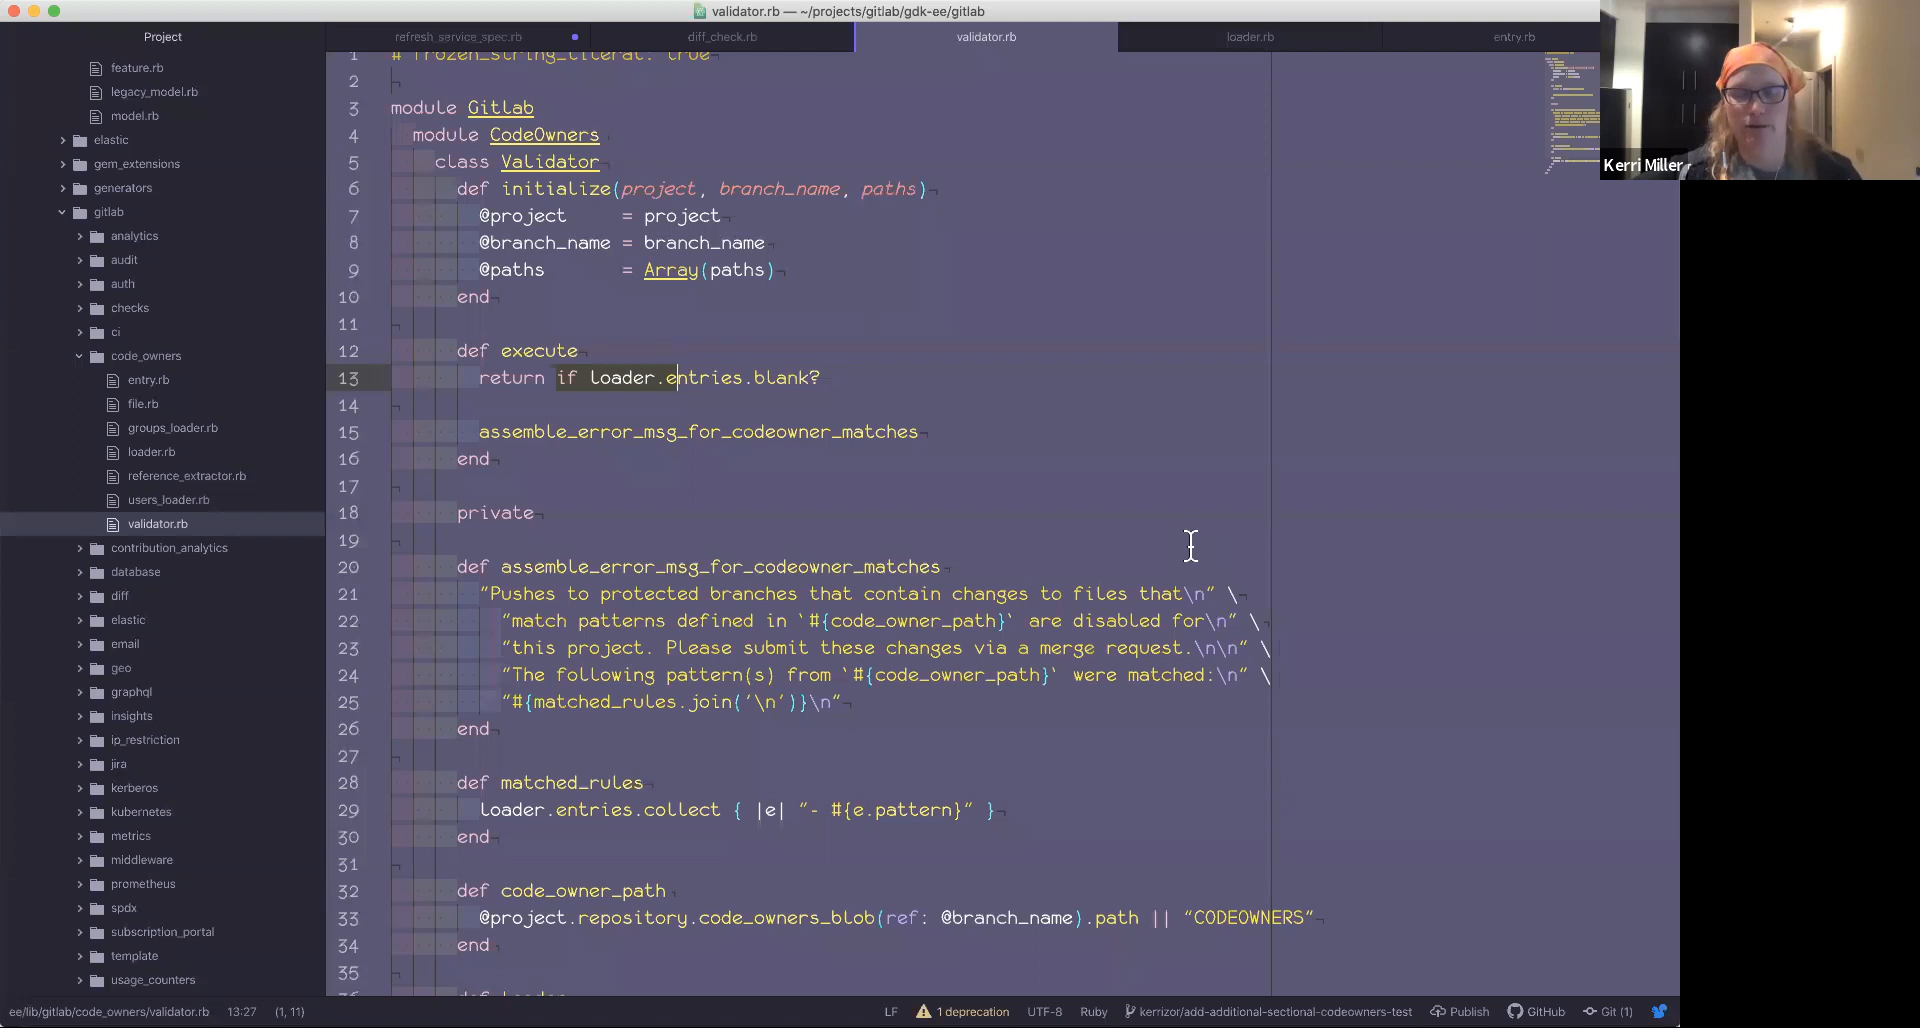 validator.rb — ~/projects/gitlab/gdk-ee/gitlab
Project
refresh_service_spec.rb
diff_check.rb
validator.rb
loader.rb
entry.rb
feature.rb
legacy_model.rb
model.rb
elastic
gem_extensions
generators
gitlab
analytics
audit
auth
checks
ci
code_owners
entry.rb
file.rb
groups_loader.rb
loader.rb
reference_extractor.rb
users_loader.rb
validator.rb
contribution_analytics
database
diff
elastic
email
geo
graphql
insights
ip_restriction
jira
kerberos
kubernetes
metrics
middleware
prometheus
spdx
subscription_portal
template
usage_counters
1 # frozen_string_literal: true
2
3 module Gitlab
4 module CodeOwners
5 class Validator
6 def initialize(project, branch_name, paths)
7 @project = project
8 @branch_name = branch_name
9 @paths = Array(paths)
10 end
11
12 def execute
13 return if loader.entries.blank?
14
15 assemble_error_msg_for_codeowner_matches
16 end
17
18 private
19
20 def assemble_error_msg_for_codeowner_matches
21 "Pushes to protected branches that contain changes to files that\n" \
22 "match patterns defined in `#{code_owner_path}` are disabled for\n" \
23 "this project. Please submit these changes via a merge request.\n\n" \
24 "The following pattern(s) from `#{code_owner_path}` were matched:\n" \
25 "#{matched_rules.join('\n')}\n"
26 end
27
28 def matched_rules
29 loader.entries.collect { |e| "- #{e.pattern}" }
30 end
31
32 def code_owner_path
33 @project.repository.code_owners_blob(ref: @branch_name).path || "CODEOWNERS"
34 end
35
36 def loader
Kerri Miller
ee/lib/gitlab/code_owners/validator.rb 13:27 (1, 11)
LF 1 deprecation UTF-8 Ruby kerrizor/add-additional-sectional-codeowners-test Publish GitHub Git (1)